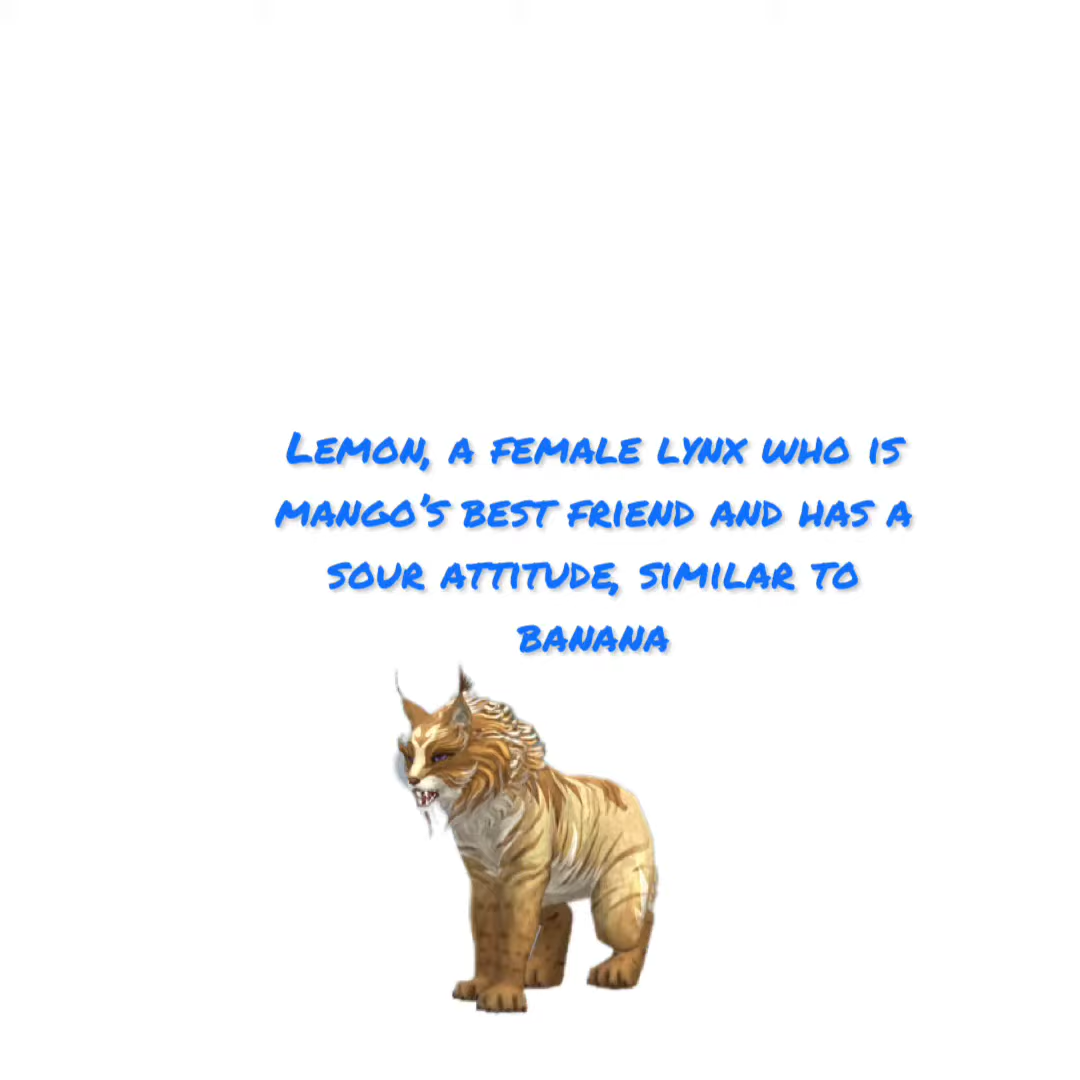 Lemon, a female lynx who is
mango's best friend and has a
sour attitude, similar to
banana